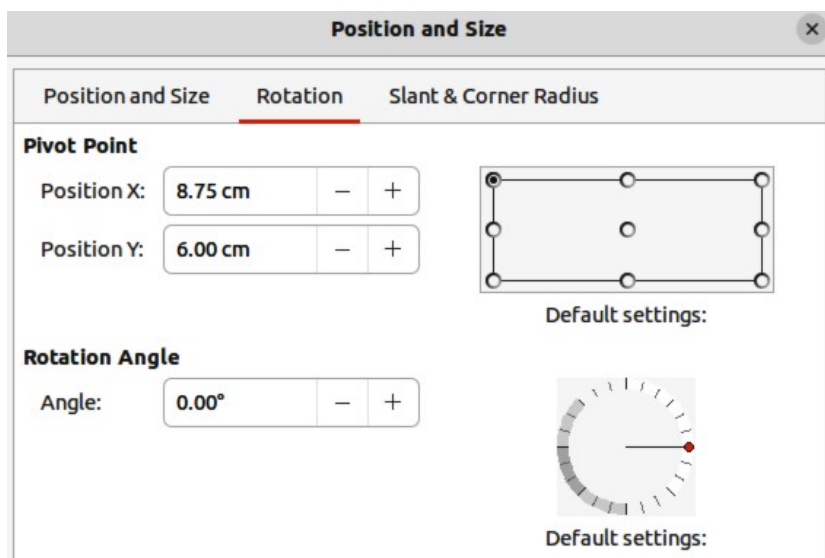 Position and Size
Position and Size Rotation Slant & Corner Radius
Pivot Point
Position X: 8.75 cm − +
Position Y: 6.00 cm − +
Default settings:
Rotation Angle
Angle: 0.00° − +
Default settings: